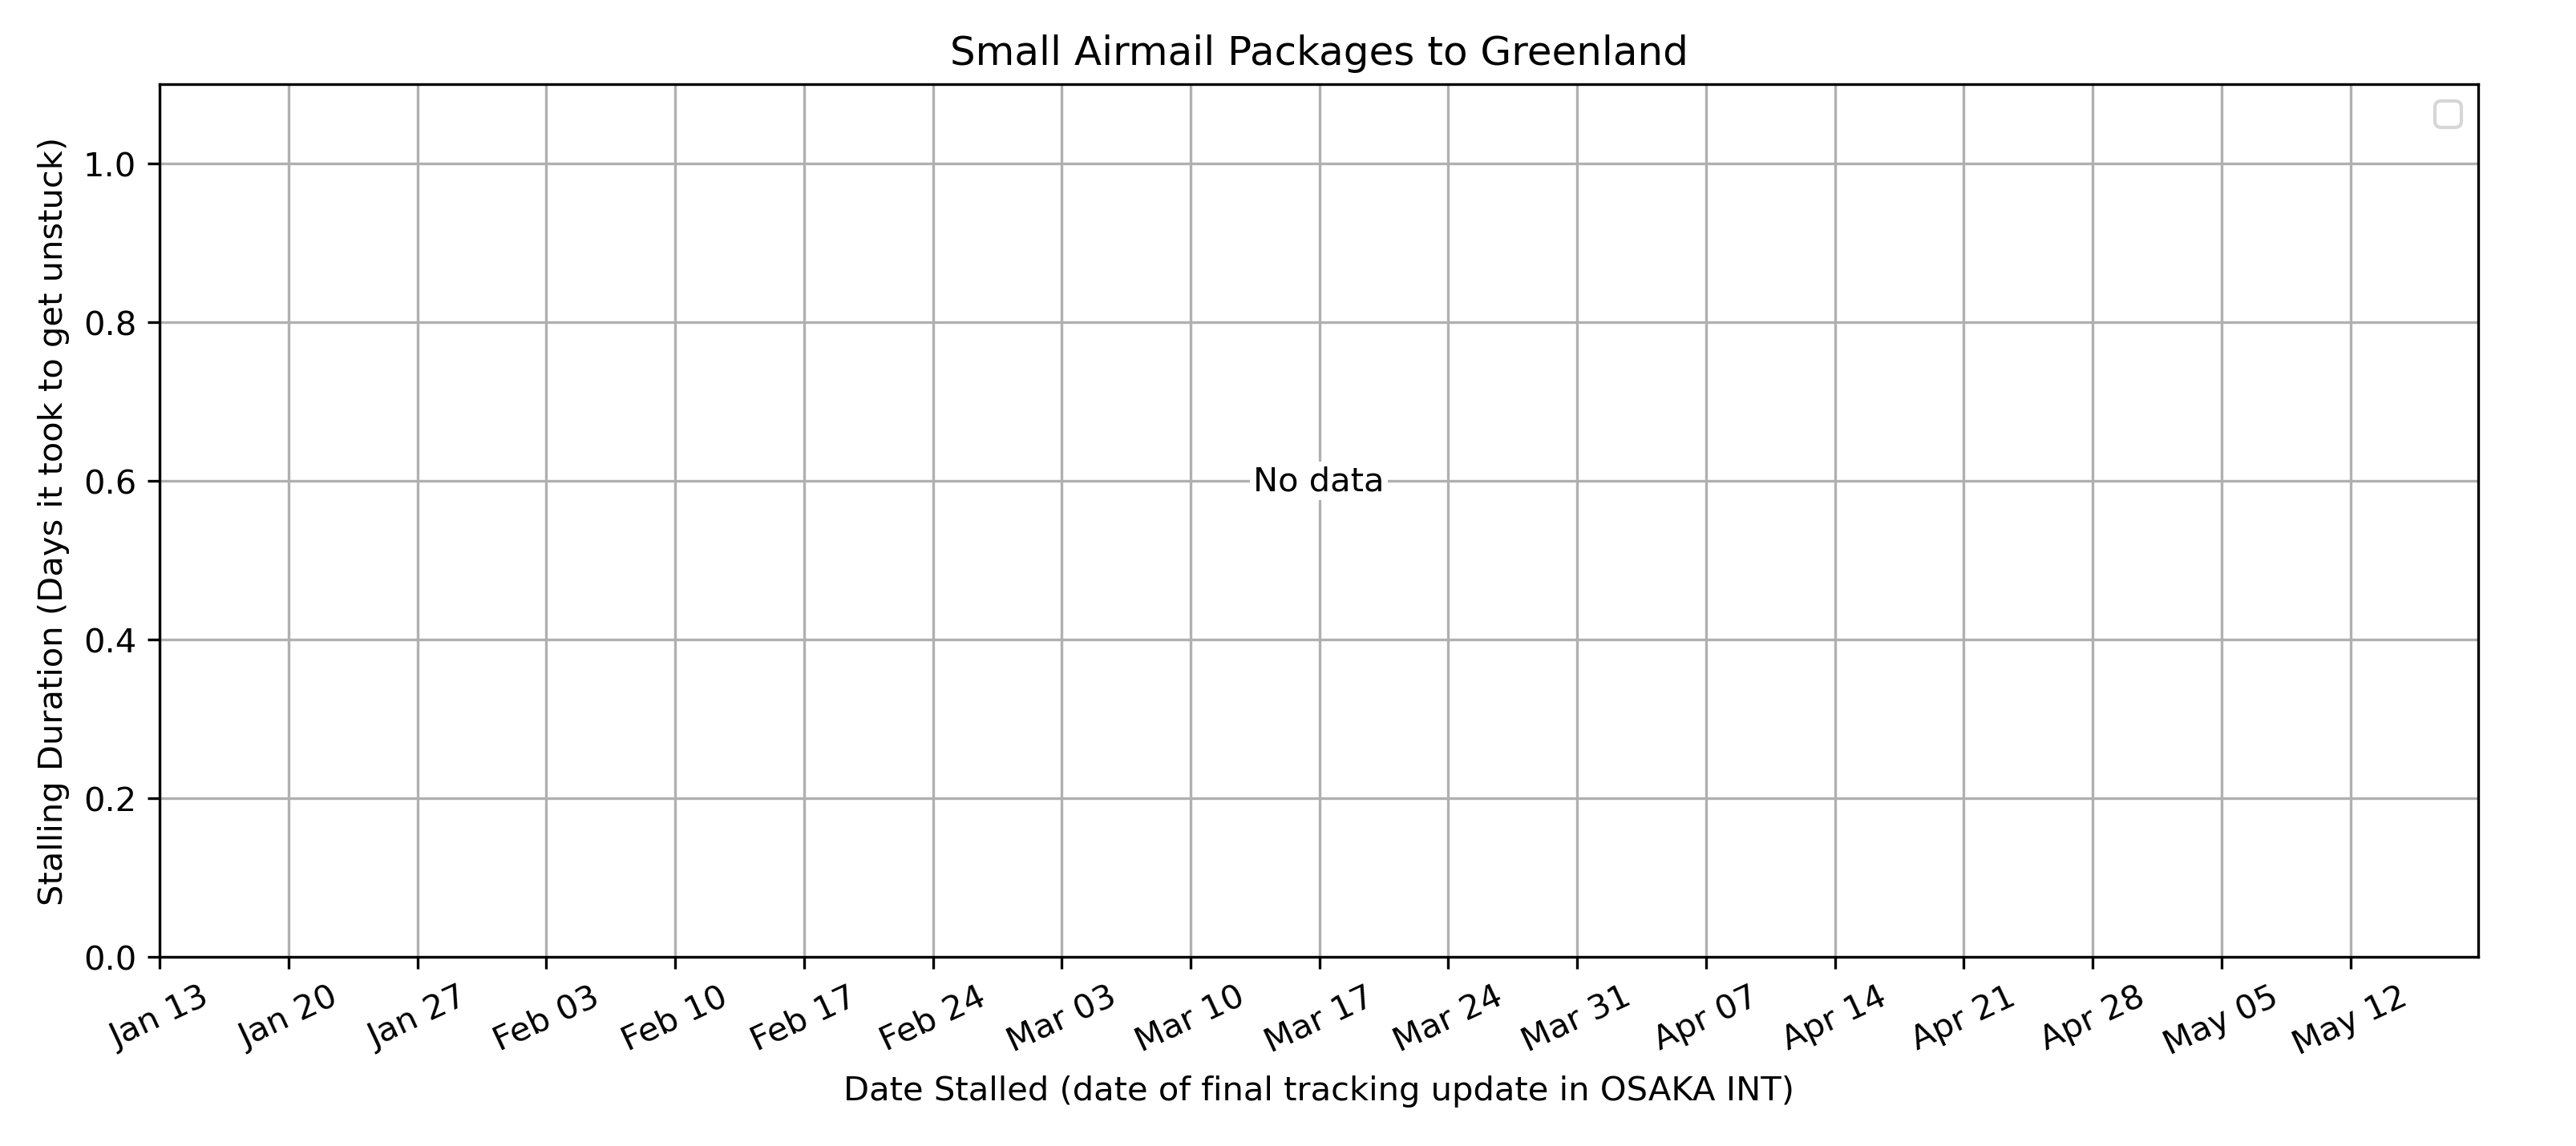 Small Airmail Packages to Greenland
Stalling Duration (Days it took to get unstuck)
1.0
0.8
0.6
0.4
0.2
0.0
No data
Jan 13
Jan 20
Jan 27
Feb 03
Feb 10
Feb 17
Feb 24
Mar 03
Mar 10
Mar 17
Mar 24
Mar 31
Apr 07
Apr 14
Apr 21
Apr 28
May 05
May 12
Date Stalled (date of final tracking update in OSAKA INT)